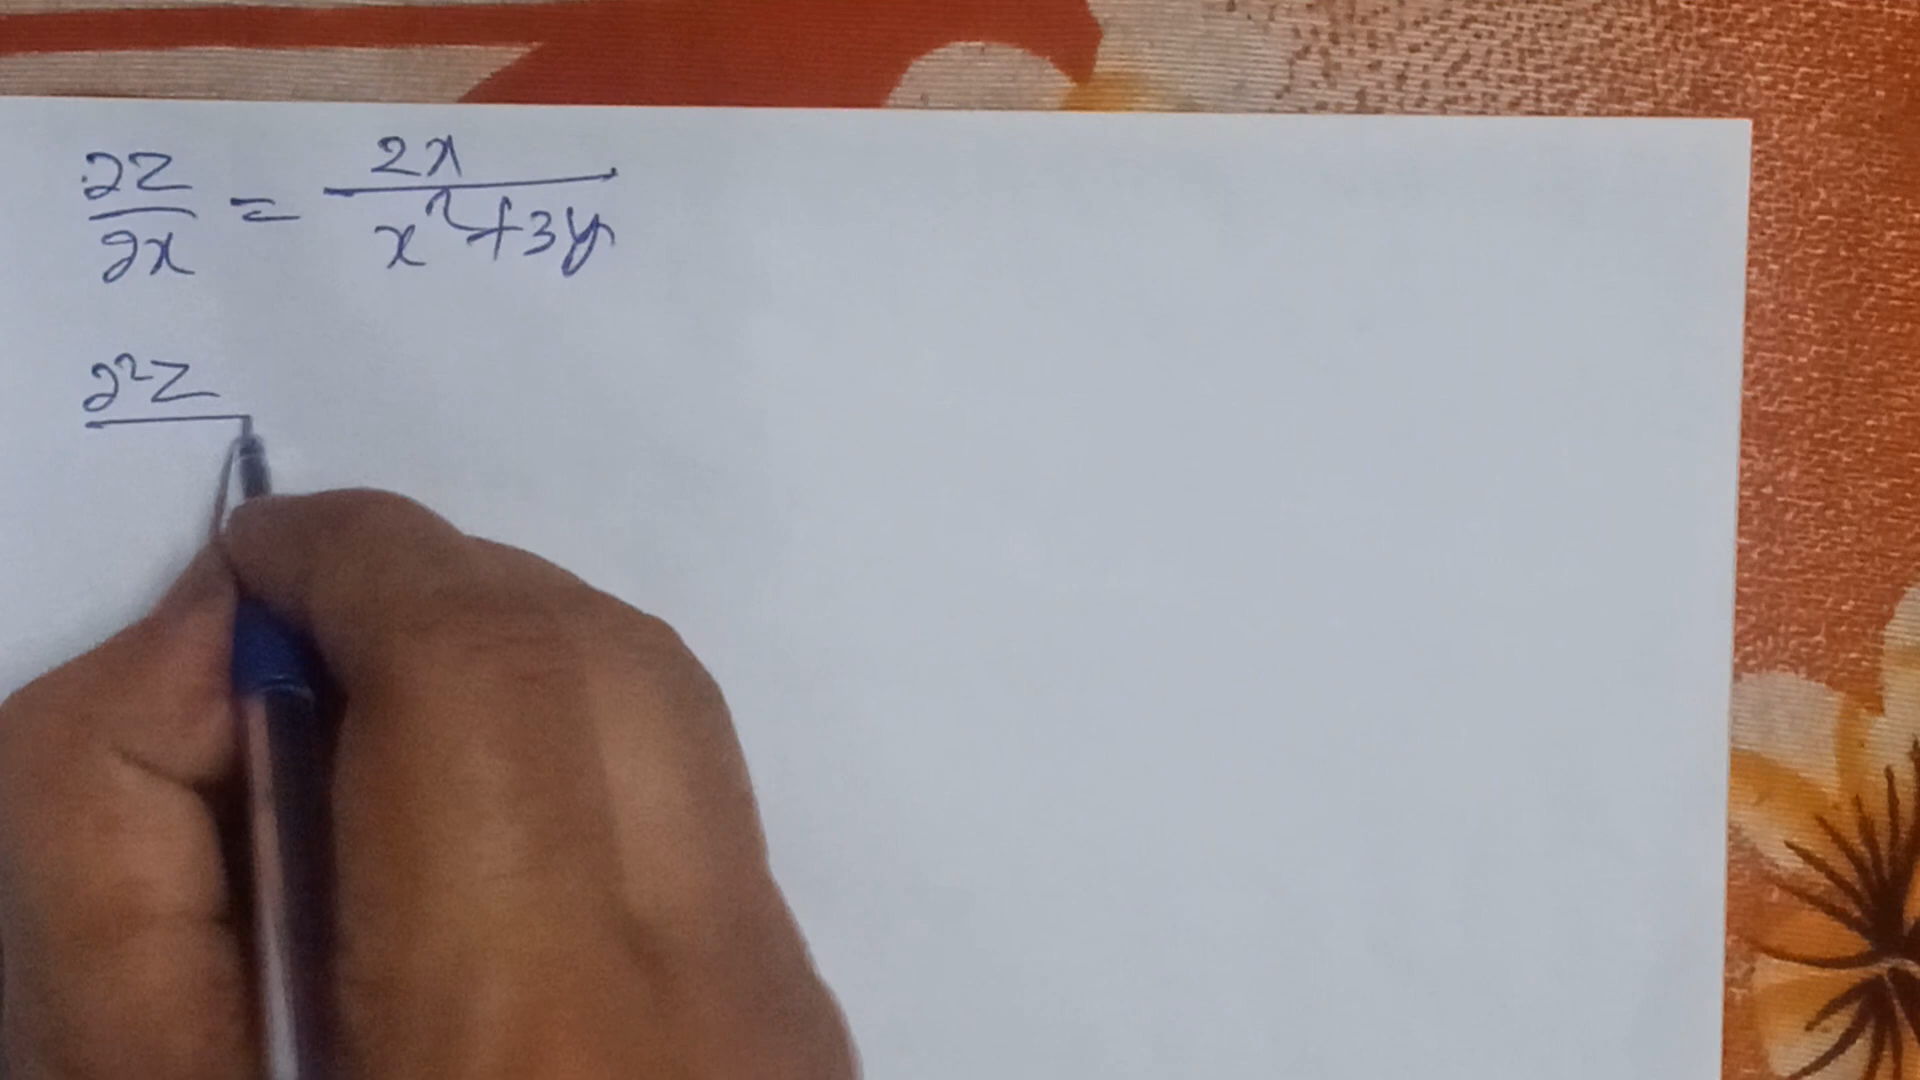 ∂z/∂x = 2x/(x²+3y)
∂²z